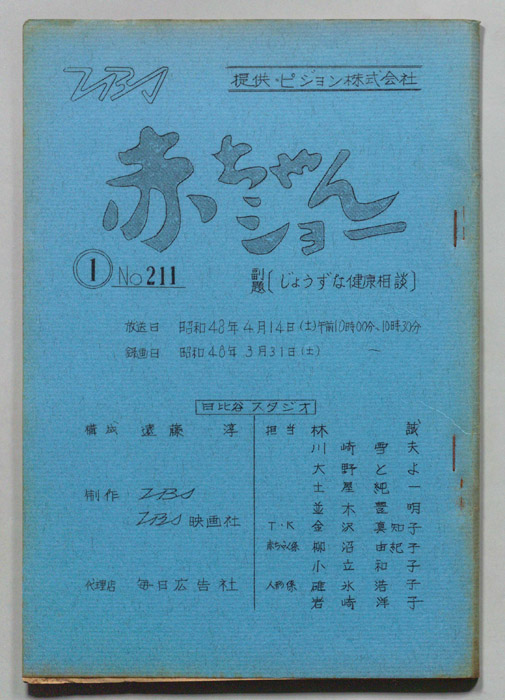 TBS
提供・ピジョン株式会社
赤ちゃん
ショー
① No 211
副題〔じょうずな健康相談〕
放送日 昭和48年4月14日(土)午前10時00分、10時30分
録画日 昭和48年3月31日(土) 〜
日比谷スタジオ
構成 遠藤 淳
制作 TBS
TBS映画社
代理店 毎日広告社
担当 林 誠
川崎雪夫
大野とよ
土屋純一
並木豊明
T・K 金沢真知子
赤ちゃん係 柳沼由紀子
小立和子
人形係 碓氷浩子
岩崎洋子